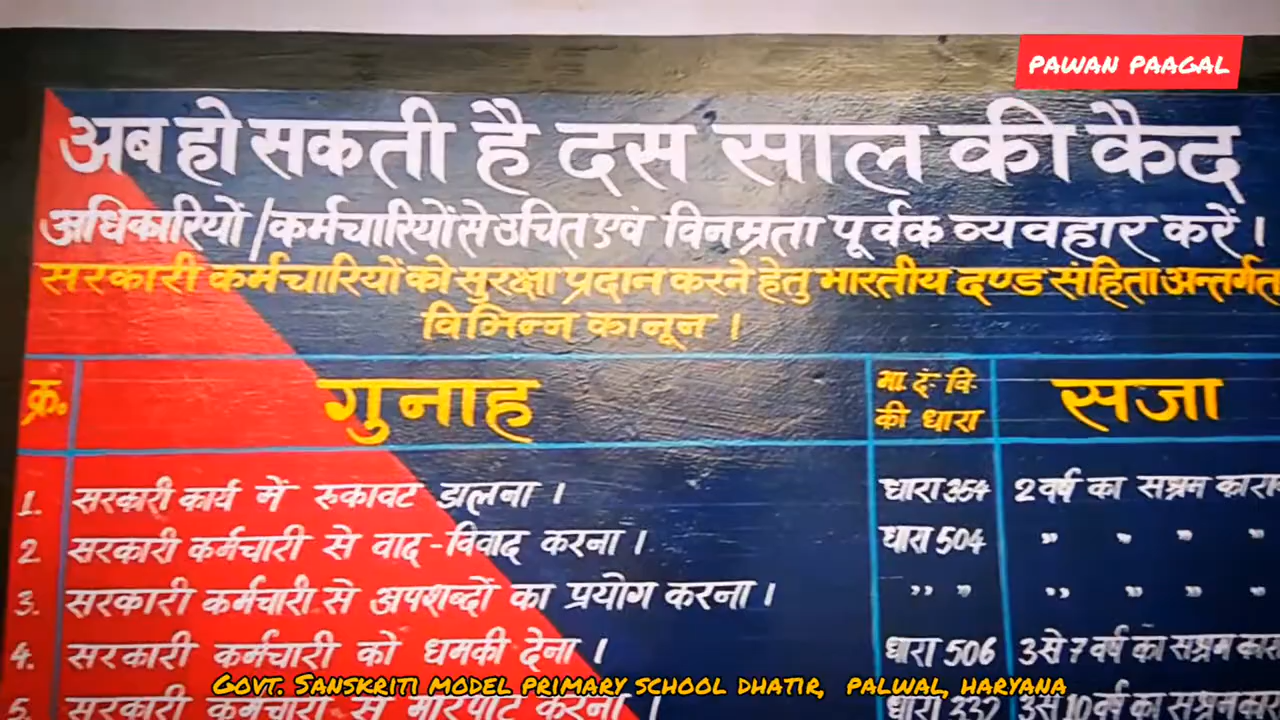 PAWAN PAAGAL
अब हो सकती है दस साल की कैद
अधिकारियों/कर्मचारियों से उचित एवं विनम्रता पूर्वक व्यवहार करें।
सरकारी कर्मचारियों को सुरक्षा प्रदान करने हेतु भारतीय दण्ड संहिता अन्तर्गत
विभिन्न कानून।
क्र. गुनाह भा. दं. वि. की धारा सजा
1. सरकारी कार्य में रुकावट डालना। धारा 354 2 वर्ष का सश्रम कारा
2 सरकारी कर्मचारी से वाद-विवाद करना। धारा 504 " " " "
3. सरकारी कर्मचारी से अपशब्दों का प्रयोग करना। " " " " " "
4. सरकारी कर्मचारी को धमकी देना। धारा 506 3 से 7 वर्ष का सश्रम कारा
5. सरकारी कर्मचारी से मारपीट करना। धारा 332 3 से 10 वर्ष का सश्रम कारा
GOVT. SANSKRITI MODEL PRIMARY SCHOOL DHATIR, PALWAL, HARYANA